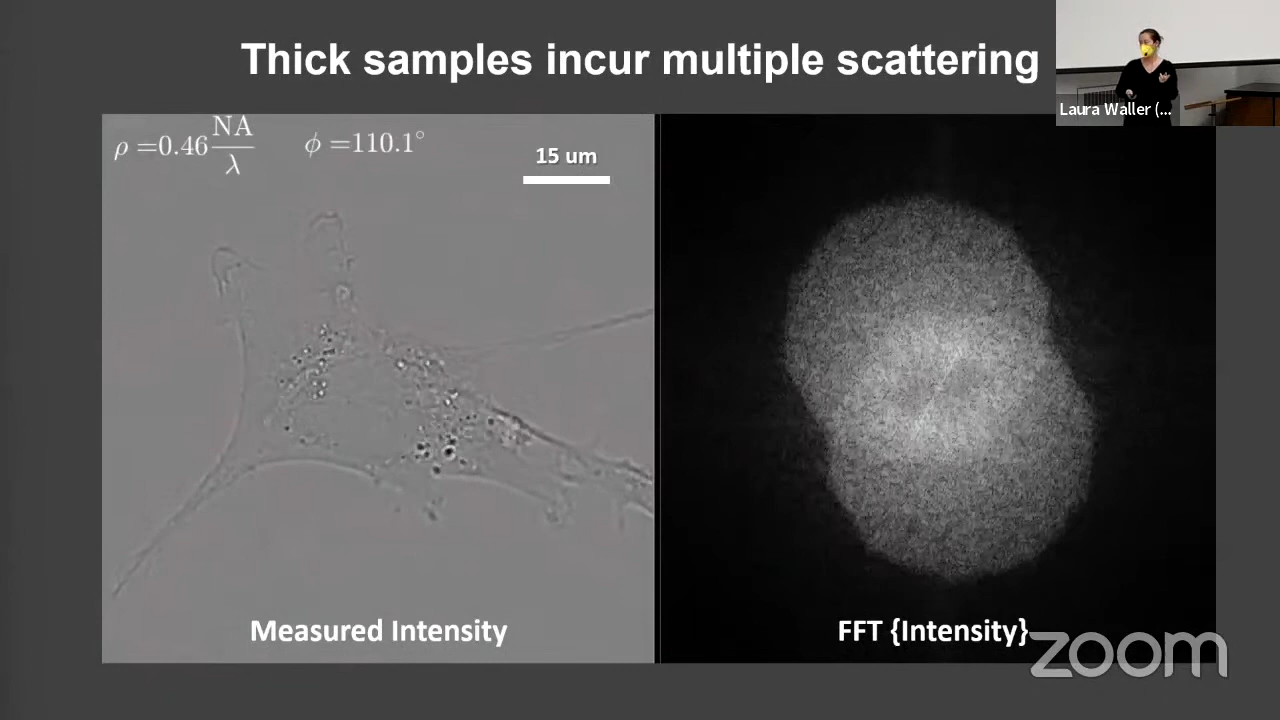 Thick samples incur multiple scattering
Laura Waller (...
ρ =0.46 NA/λ
ϕ =110.1°
15 um
Measured Intensity
FFT {Intensity}
zoom